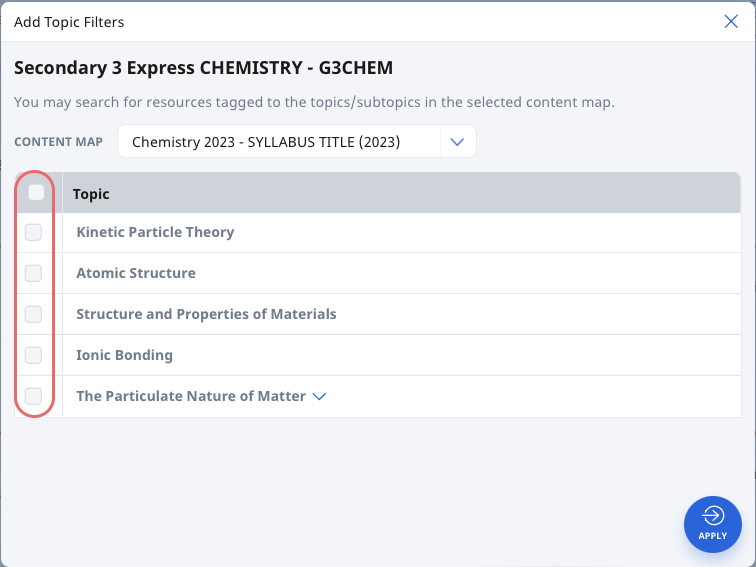 Add Topic Filters
Secondary 3 Express CHEMISTRY - G3CHEM
You may search for resources tagged to the topics/subtopics in the selected content map.
CONTENT MAP Chemistry 2023 - SYLLABUS TITLE (2023)
Topic
Kinetic Particle Theory
Atomic Structure
Structure and Properties of Materials
Ionic Bonding
The Particulate Nature of Matter
APPLY